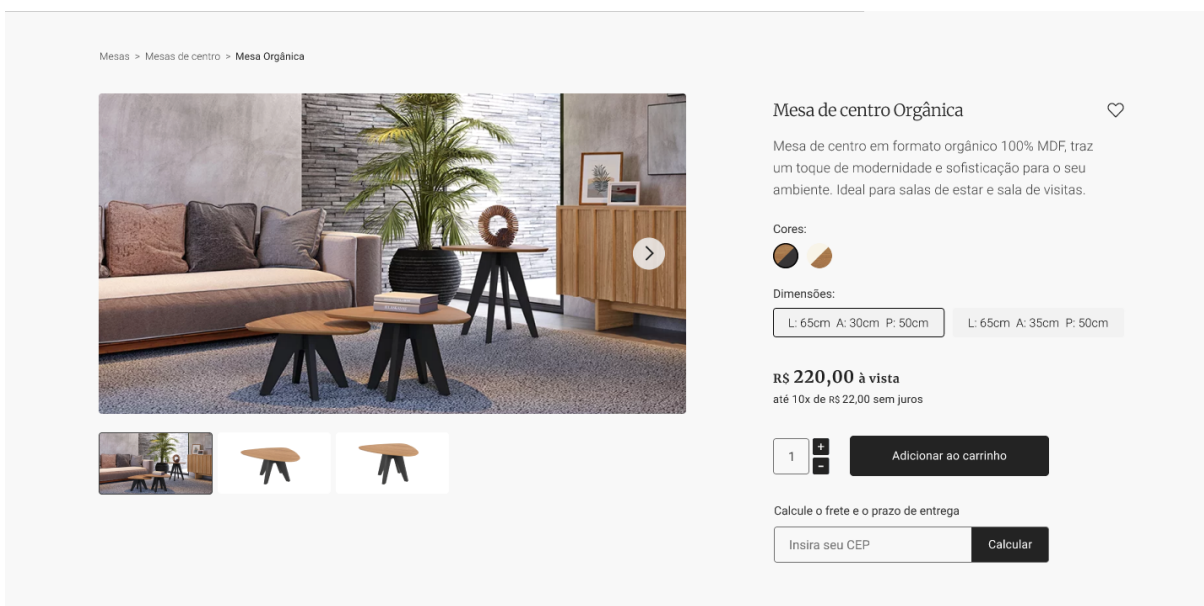 Mesas > Mesas de centro > Mesa Orgânica
Mesa de centro Orgânica
Mesa de centro em formato orgânico 100% MDF, traz
um toque de modernidade e sofisticação para o seu
ambiente. Ideal para salas de estar e sala de visitas.
Cores:
Dimensões:
L: 65cm A: 30cm P: 50cm
L: 65cm A: 35cm P: 50cm
R$ 220,00 à vista
até 10x de R$ 22,00 sem juros
1
+
-
Adicionar ao carrinho
Calcule o frete e o prazo de entrega
Insira seu CEP
Calcular